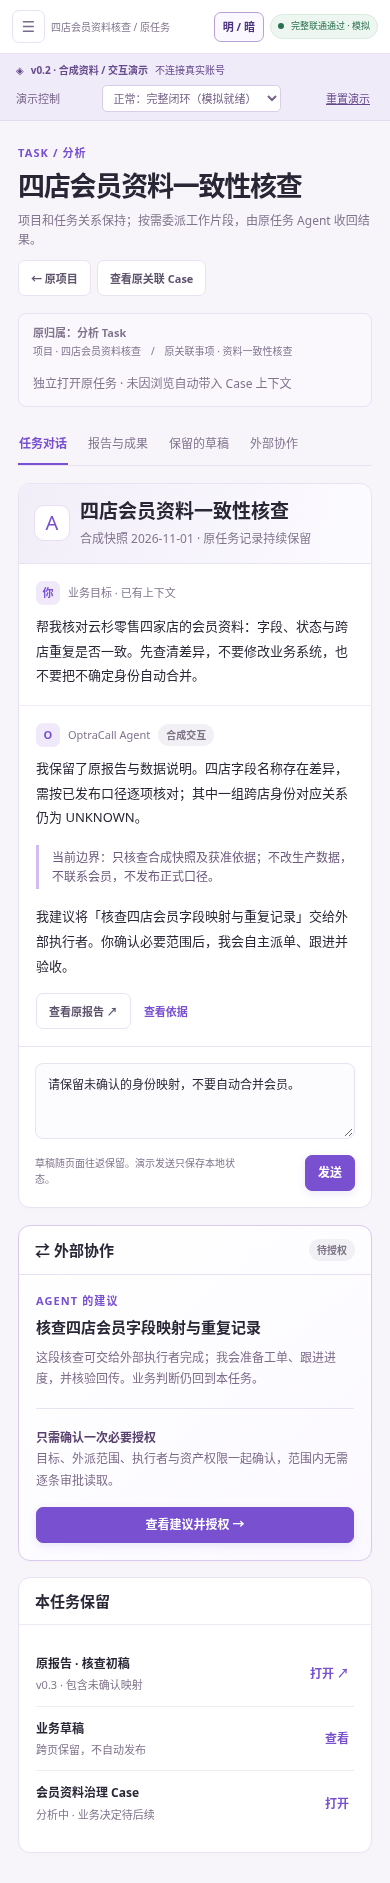 ☰ 四店会员资料核查 / 原任务 明 / 暗 ● 完整联通通过 · 模拟
◈ v0.2 · 合成资料 / 交互演示 不连接真实账号
演示控制 正常：完整闭环（模拟就绪） 重置演示
TASK / 分析
四店会员资料一致性核查
项目和任务关系保持；按需委派工作片段，由原任务 Agent 收回结
果。
← 原项目 查看原关联 Case
原归属：分析 Task
项目 · 四店会员资料核查 / 原关联事项 · 资料一致性核查
独立打开原任务 · 未因浏览自动带入 Case 上下文
任务对话 报告与成果 保留的草稿 外部协作
A 四店会员资料一致性核查
合成快照 2026-11-01 · 原任务记录持续保留
你 业务目标 · 已有上下文
帮我核对云杉零售四家店的会员资料：字段、状态与跨
店重复是否一致。先查清差异，不要修改业务系统，也
不要把不确定身份自动合并。
O OptraCall Agent 合成交互
我保留了原报告与数据说明。四店字段名称存在差异，
需按已发布口径逐项核对；其中一组跨店身份对应关系
仍为 UNKNOWN。
当前边界：只核查合成快照及获准依据；不改生产数据，
不联系会员，不发布正式口径。
我建议将「核查四店会员字段映射与重复记录」交给外
部执行者。你确认必要范围后，我会自主派单、跟进并
验收。
查看原报告 ↗ 查看依据
请保留未确认的身份映射，不要自动合并会员。
草稿随页面往返保留。演示发送只保存本地状
态。
发送
⇄ 外部协作 待授权
AGENT 的建议
核查四店会员字段映射与重复记录
这段核查可交给外部执行者完成；我会准备工单、跟进进
度，并核验回传。业务判断仍回到本任务。
只需确认一次必要授权
目标、外派范围、执行者与资产权限一起确认，范围内无需
逐条审批读取。
查看建议并授权 →
本任务保留
原报告 · 核查初稿
v0.3 · 包含未确认映射
打开 ↗
业务草稿
跨页保留，不自动发布
查看
会员资料治理 Case
分析中 · 业务决定待后续
打开